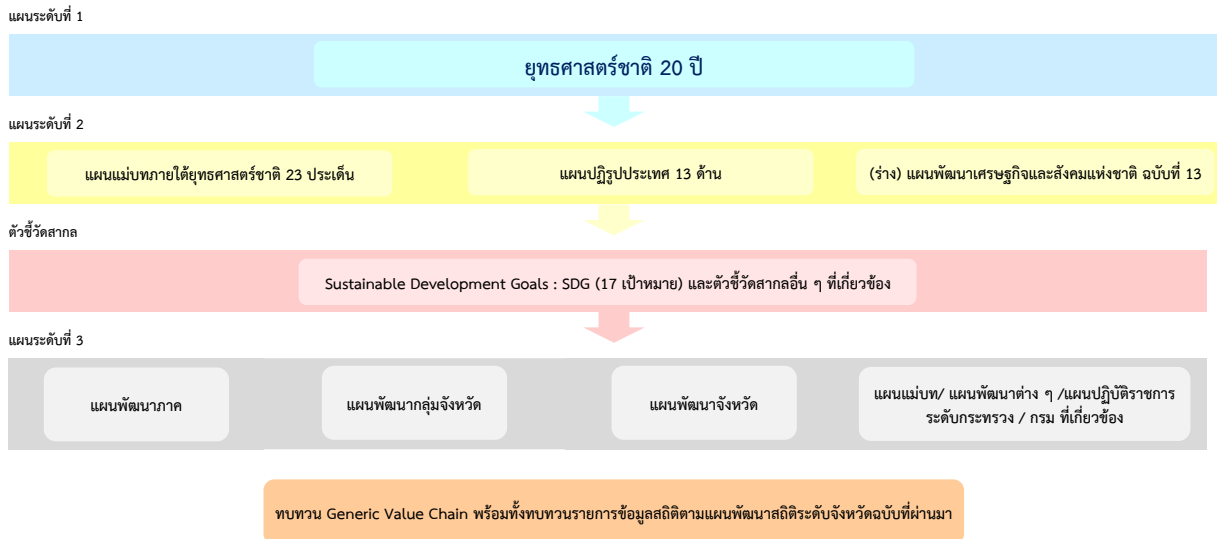 แผนระดับที่ 1
ยุทธศาสตร์ชาติ 20 ปี
แผนระดับที่ 2
แผนแม่บทภายใต้ยุทธศาสตร์ชาติ 23 ประเด็น
แผนปฏิรูปประเทศ 13 ด้าน
(ร่าง) แผนพัฒนาเศรษฐกิจและสังคมแห่งชาติ ฉบับที่ 13
ตัวชี้วัดสากล
Sustainable Development Goals : SDG (17 เป้าหมาย) และตัวชี้วัดสากลอื่น ๆ ที่เกี่ยวข้อง
แผนระดับที่ 3
แผนพัฒนาภาค
แผนพัฒนากลุ่มจังหวัด
แผนพัฒนาจังหวัด
แผนแม่บท/ แผนพัฒนาต่าง ๆ /แผนปฏิบัติราชการ
ระดับกระทรวง / กรม ที่เกี่ยวข้อง
ทบทวน Generic Value Chain พร้อมทั้งทบทวนรายการข้อมูลสถิติตามแผนพัฒนาสถิติระดับจังหวัดฉบับที่ผ่านมา